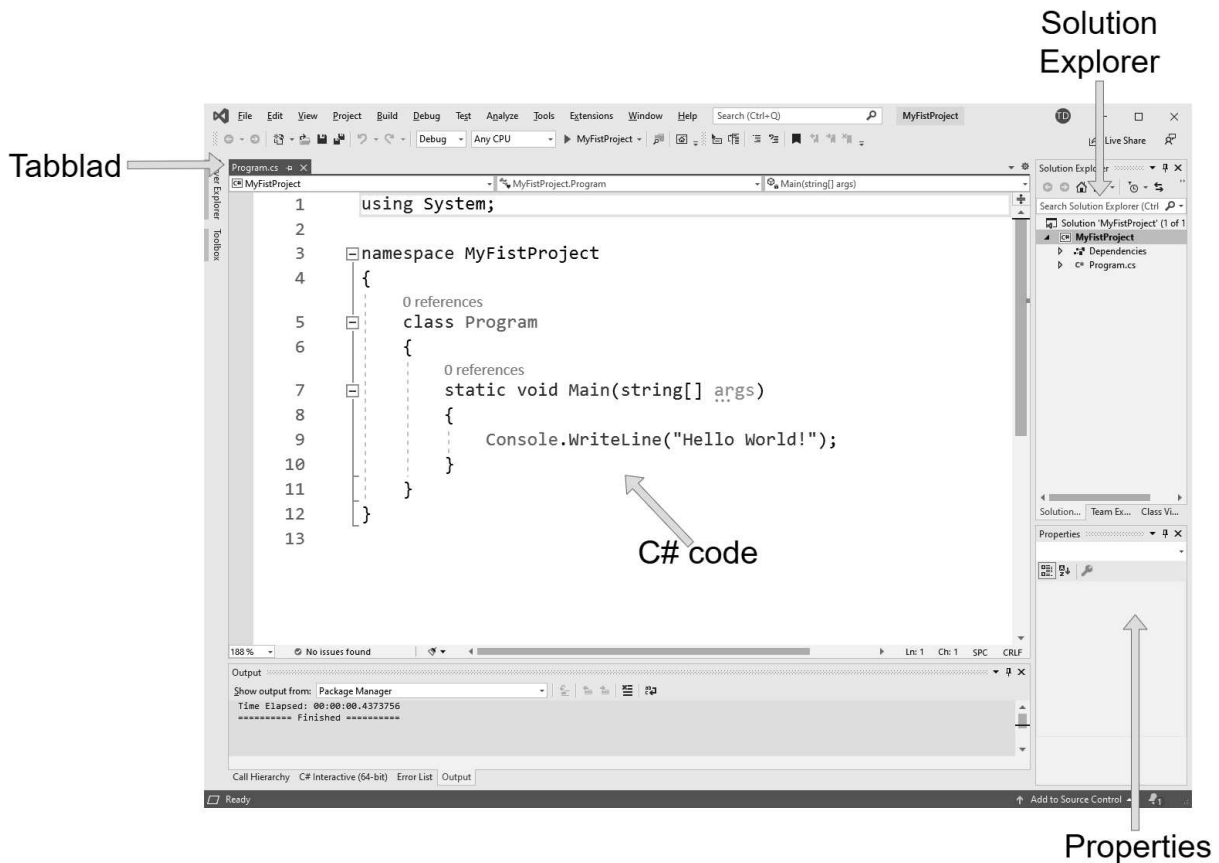 Solution
Explorer
File Edit View Project Build Debug Test Analyze Tools Extensions Window Help Search (Ctrl+Q) MyFistProject TD
Debug Any CPU MyFistProject Live Share
Tabblad
Program.cs
MyFistProject MyFistProject.Program Main(string[] args)
Toolbox
1 using System;
2
3 namespace MyFistProject
4 {
0 references
5 class Program
6 {
0 references
7 static void Main(string[] args)
8 {
9 Console.WriteLine("Hello World!");
10 }
11 }
12 }
13
C# code
188 % No issues found Ln: 1 Ch: 1 SPC CRLF
Output
Show output from: Package Manager
Time Elapsed: 00:00:00.4373756
========== Finished ==========
Call Hierarchy C# Interactive (64-bit) Error List Output
Solution Explorer
Search Solution Explorer (Ctrl
Solution 'MyFistProject' (1 of 1
C# MyFistProject
Dependencies
C# Program.cs
Solution... Team Ex... Class Vi...
Properties
Ready Add to Source Control 1
Properties